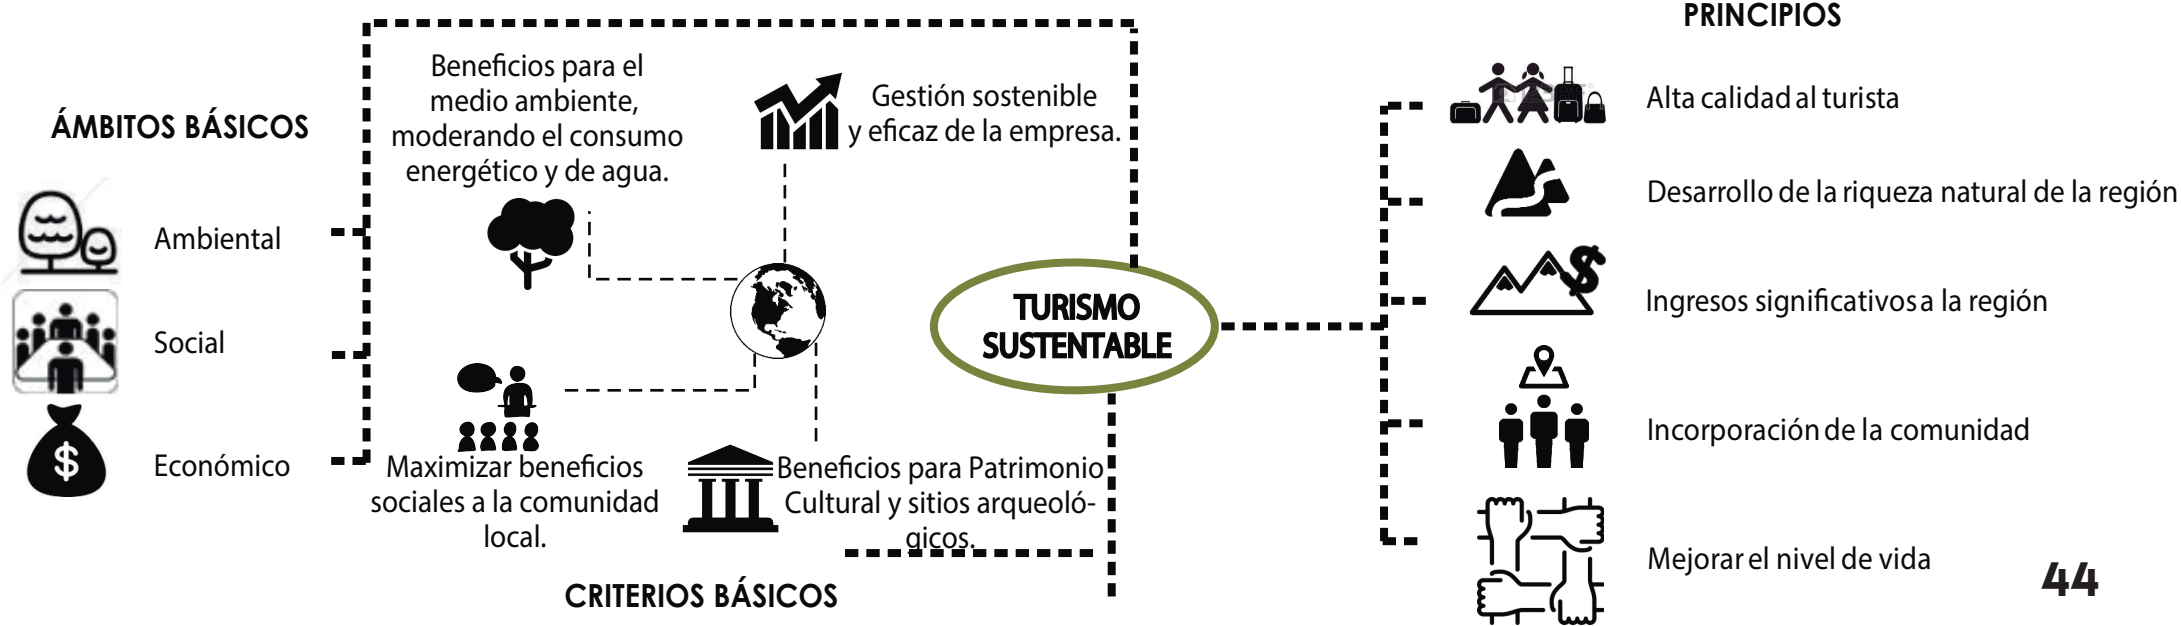 ÁMBITOS BÁSICOS
Ambiental
Social
$
Económico
Beneficios para el
medio ambiente,
moderando el consumo
energético y de agua.
Gestión sostenible
y eficaz de la empresa.
Maximizar beneficios
sociales a la comunidad
local.
Beneficios para Patrimonio
Cultural y sitios arqueoló-
gicos.
CRITERIOS BÁSICOS
TURISMO
SUSTENTABLE
PRINCIPIOS
Alta calidad al turista
Desarrollo de la riqueza natural de la región
$
Ingresos significativos a la región
Incorporación de la comunidad
Mejorar el nivel de vida
44